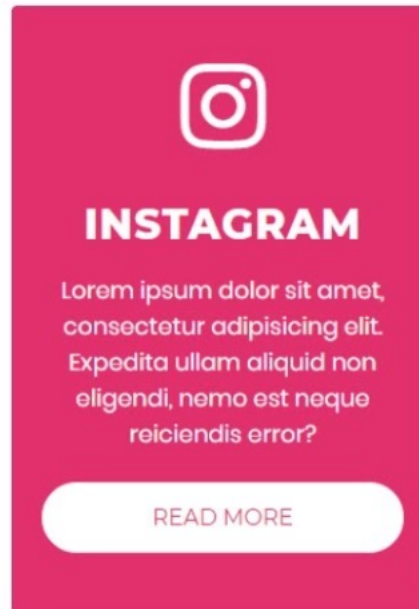 INSTAGRAM
Lorem ipsum dolor sit amet,
consectetur adipisicing elit.
Expedita ullam aliquid non
eligendi, nemo est neque
reiciendis error?
READ MORE